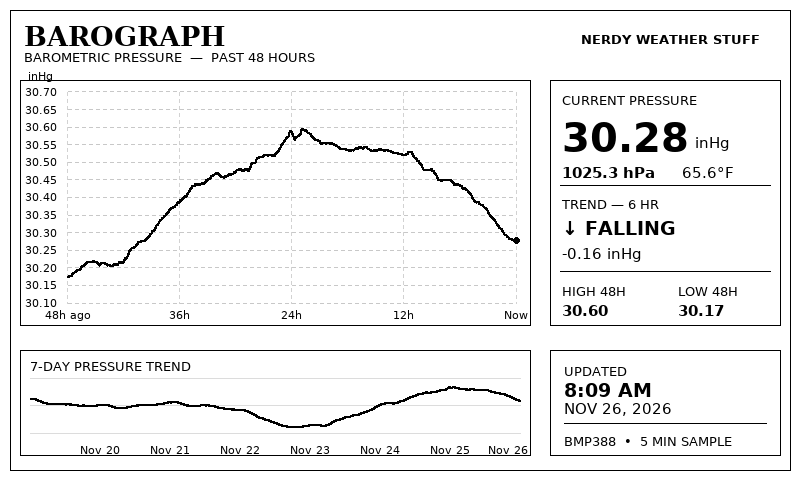 BAROGRAPH
BAROMETRIC PRESSURE — PAST 48 HOURS
NERDY WEATHER STUFF
inHg
30.70
30.65
30.60
30.55
30.50
30.45
30.40
30.35
30.30
30.25
30.20
30.15
30.10
48h ago 36h 24h 12h Now
CURRENT PRESSURE
30.28 inHg
1025.3 hPa 65.6°F
TREND — 6 HR
↓ FALLING
-0.16 inHg
HIGH 48H LOW 48H
30.60 30.17
7-DAY PRESSURE TREND
Nov 20 Nov 21 Nov 22 Nov 23 Nov 24 Nov 25 Nov 26
UPDATED
8:09 AM
NOV 26, 2026
BMP388 • 5 MIN SAMPLE